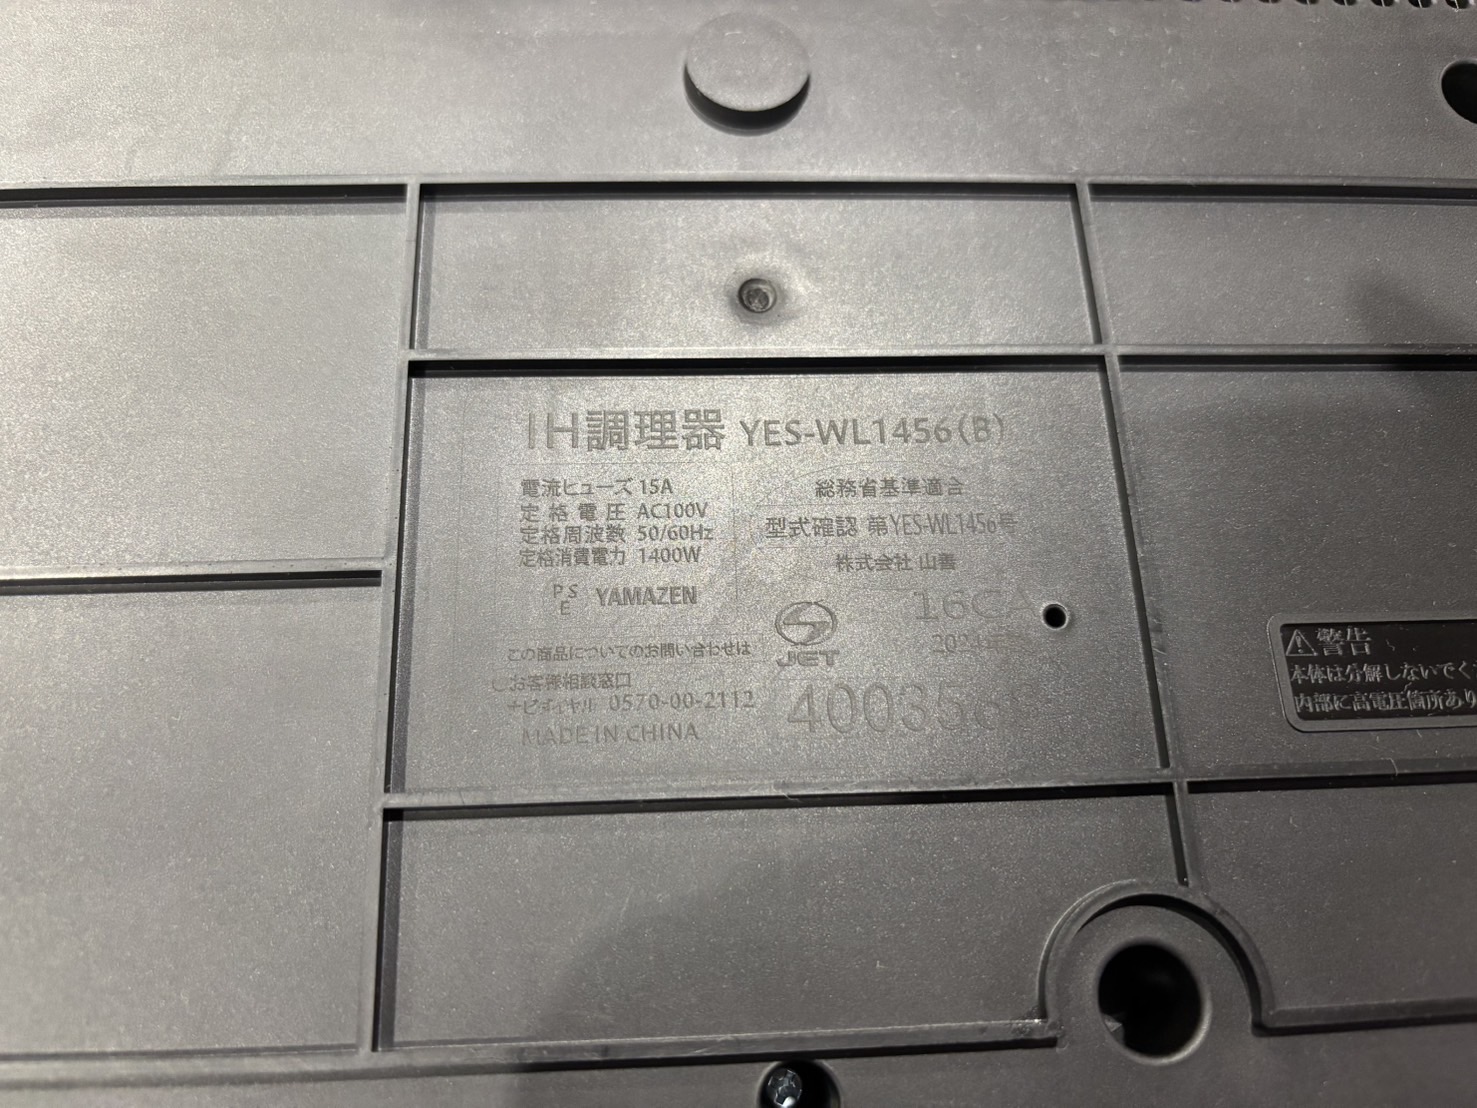 IH調理器 YES-WL1456(B)
電流ヒューズ 15A
定格電圧 AC100V
定格周波数 50/60Hz
定格消費電力 1400W
PSE YAMAZEN
この商品についてのお問い合わせは
お客様相談窓口
ナビダイヤル 0570-00-2112
MADE IN CHINA
総務省基準適合
型式確認 第YES-WL1456号
株式会社 山善
JET
警告
本体は分解しないでく
内部に高電圧箇所あり